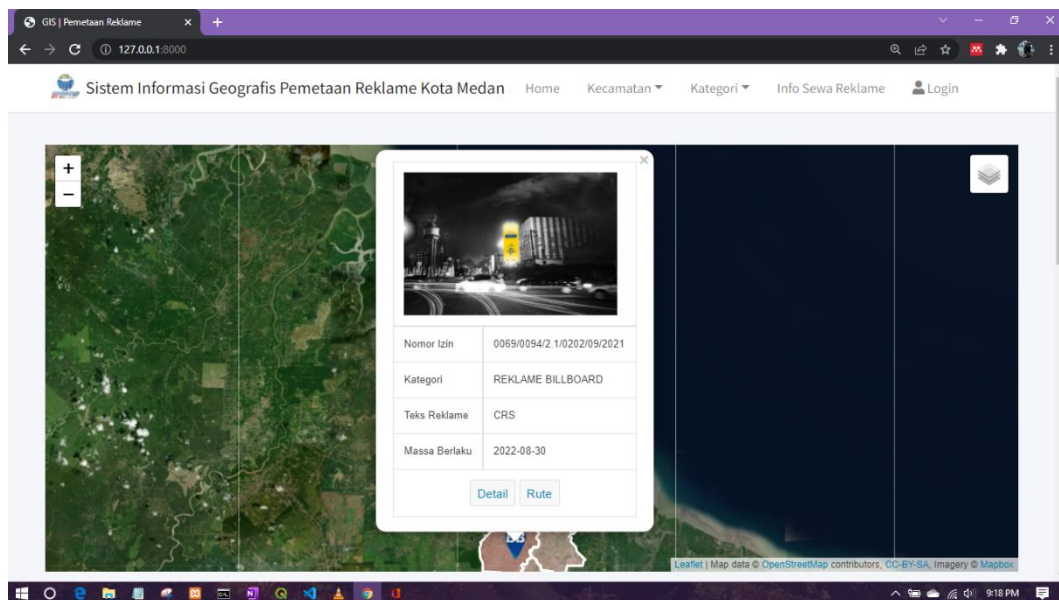 GIS | Pemetaan Reklame
127.0.0.1:8000
Sistem Informasi Geografis Pemetaan Reklame Kota Medan Home Kecamatan Kategori Info Sewa Reklame Login
+
−
×
Nomor Izin 0069/0094/2.1/0202/09/2021
Kategori REKLAME BILLBOARD
Teks Reklame CRS
Massa Berlaku 2022-08-30
Detail Rute
Leaflet | Map data © OpenStreetMap contributors, CC-BY-SA, Imagery © Mapbox
9:18 PM